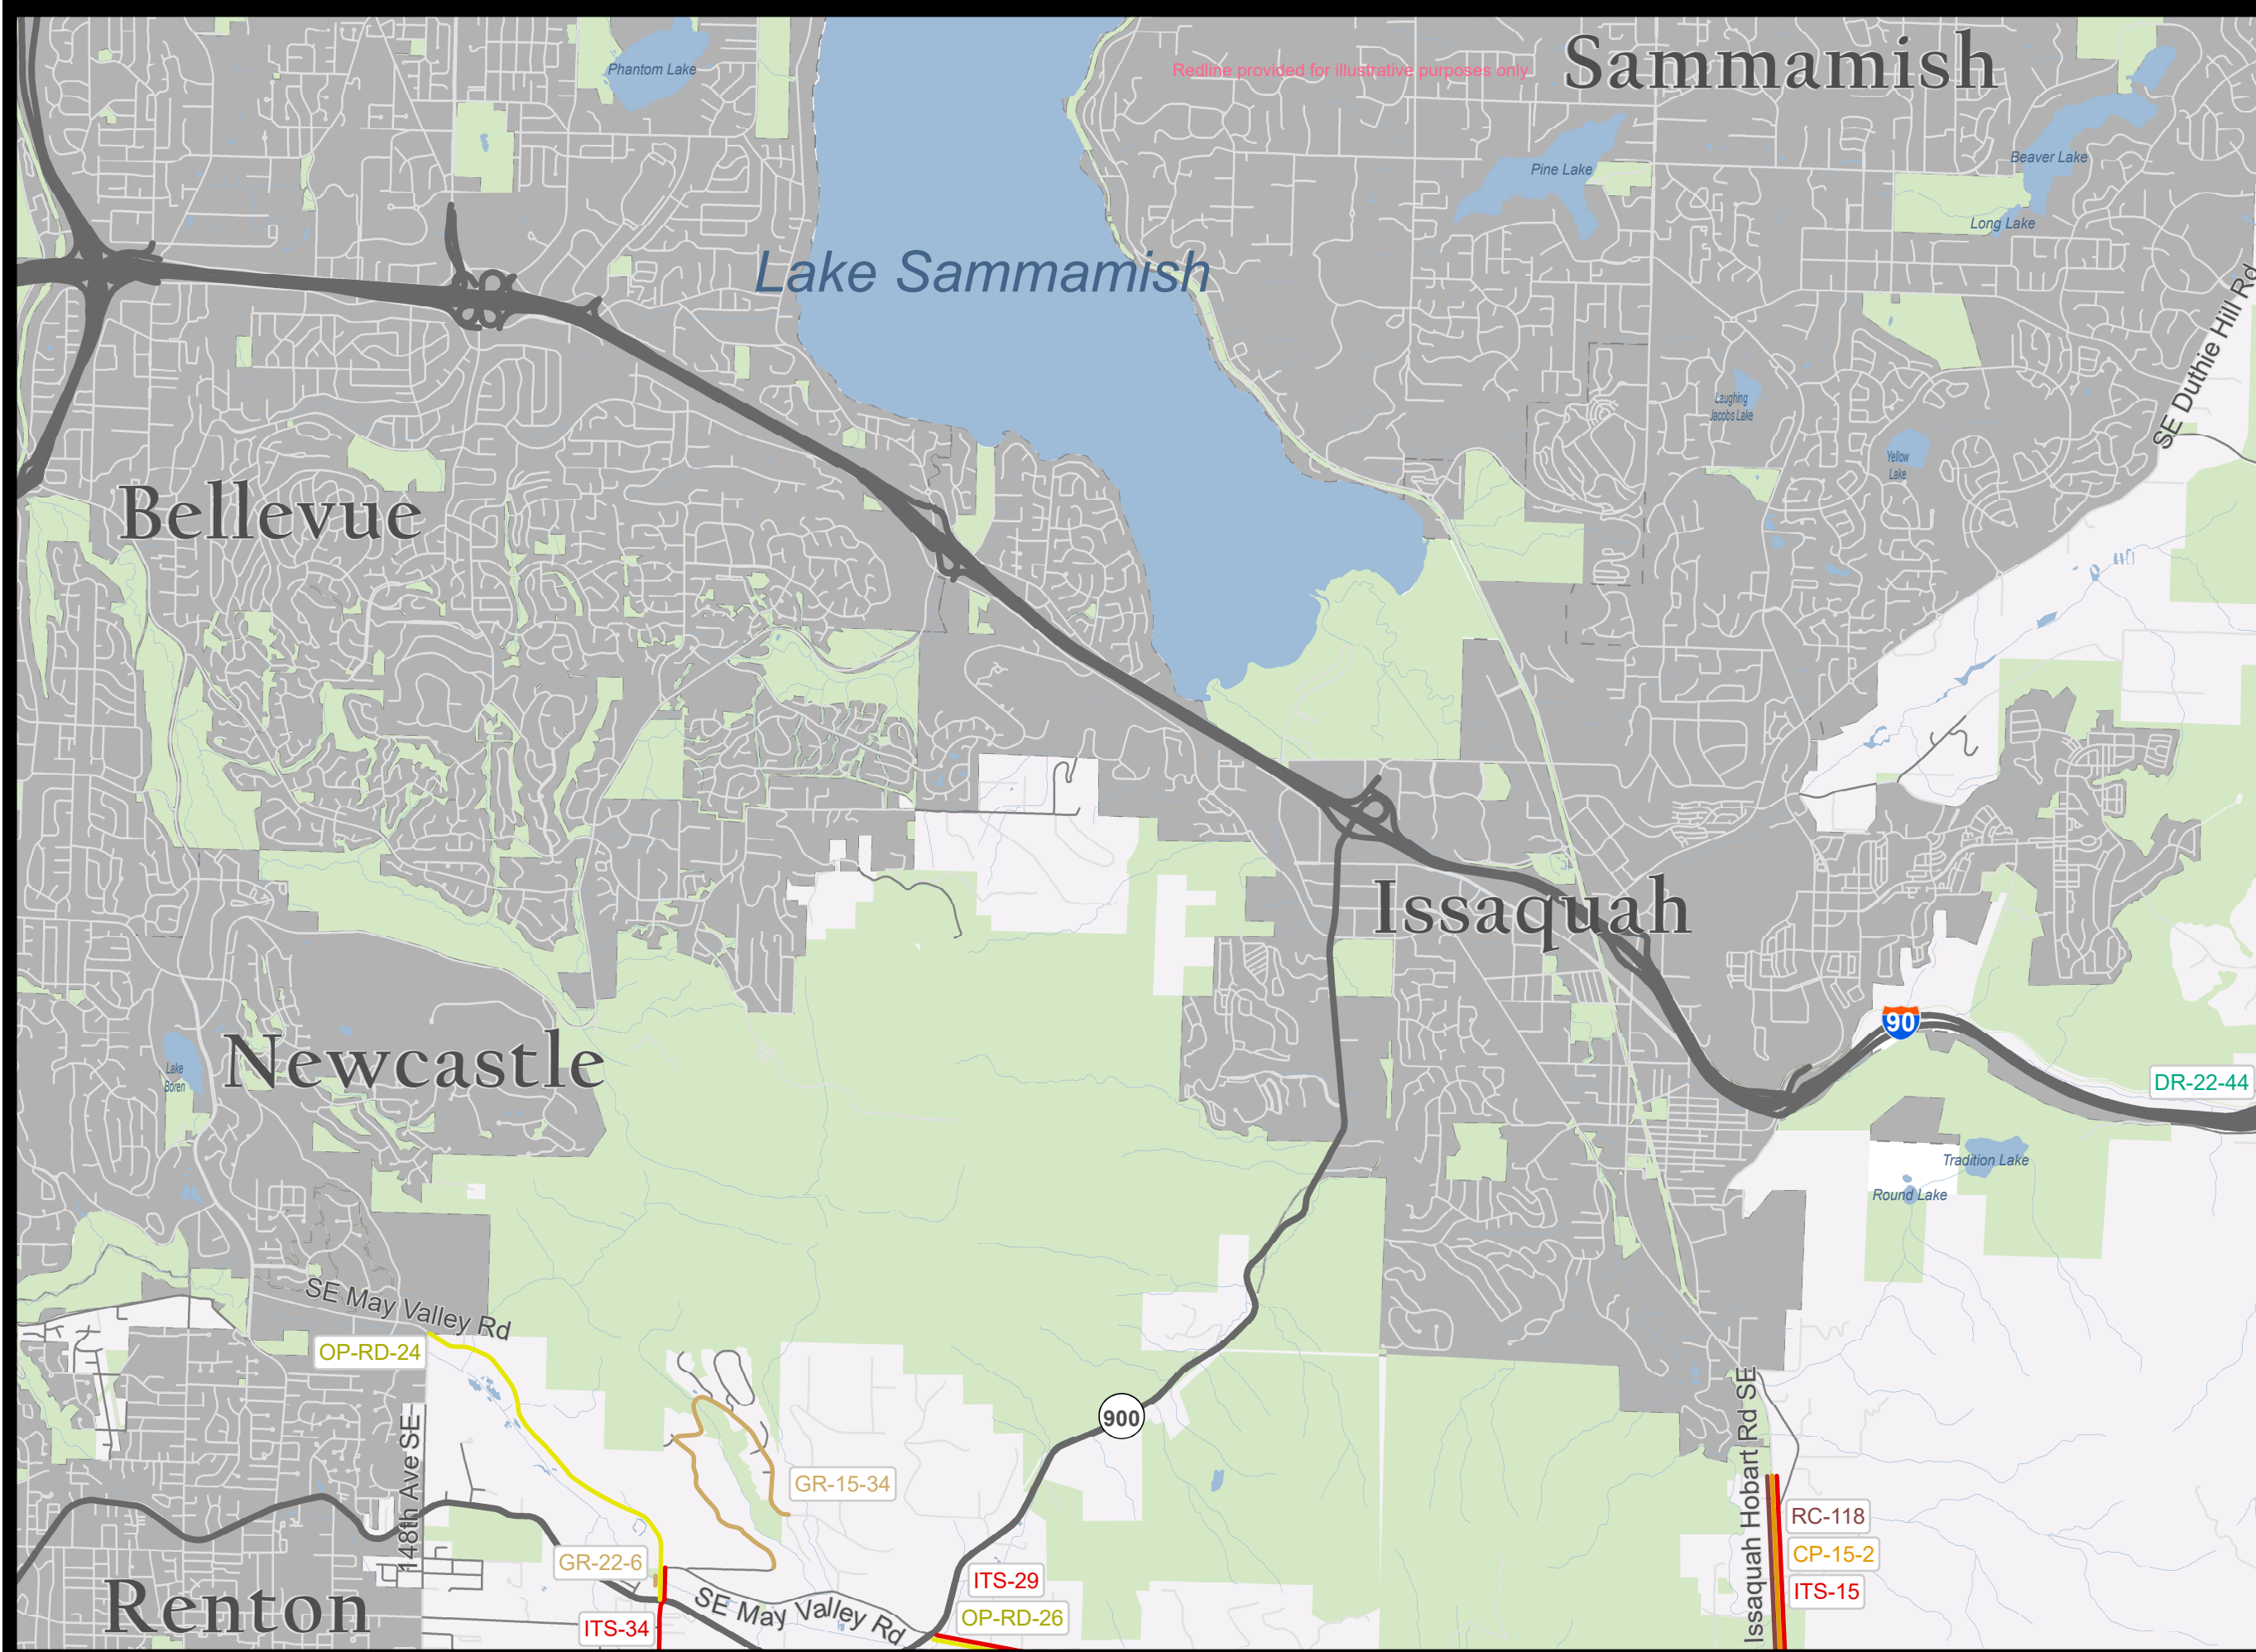 Sammamish
Redline provided for illustrative purposes only
Phantom Lake
Pine Lake
Beaver Lake
Long Lake
Lake Sammamish
SE Duthie Hill Rd
Laughing
Jacobs Lake
Yellow
Lake
Bellevue
Issaquah
90
Newcastle
Lake
Boren
DR-22-44
Tradition Lake
Round Lake
SE May Valley Rd
OP-RD-24
148th Ave SE
900
Issaquah Hobart Rd SE
GR-15-34
RC-118
CP-15-2
ITS-15
GR-22-6
ITS-29
OP-RD-26
SE May Valley Rd
Renton
ITS-34